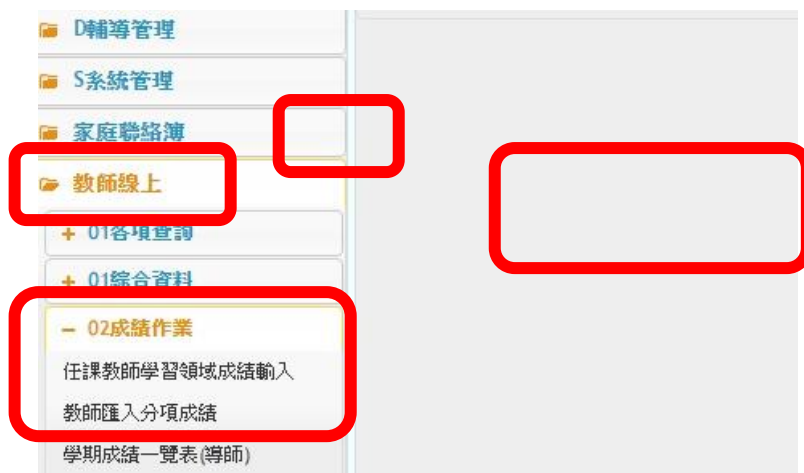 D輔導管理
S系統管理
家庭聯絡簿
教師線上
+ 01各項查詢
+ 01綜合資料
− 02成績作業
任課教師學習領域成績輸入
教師匯入分項成績
學期成績一覽表(導師)